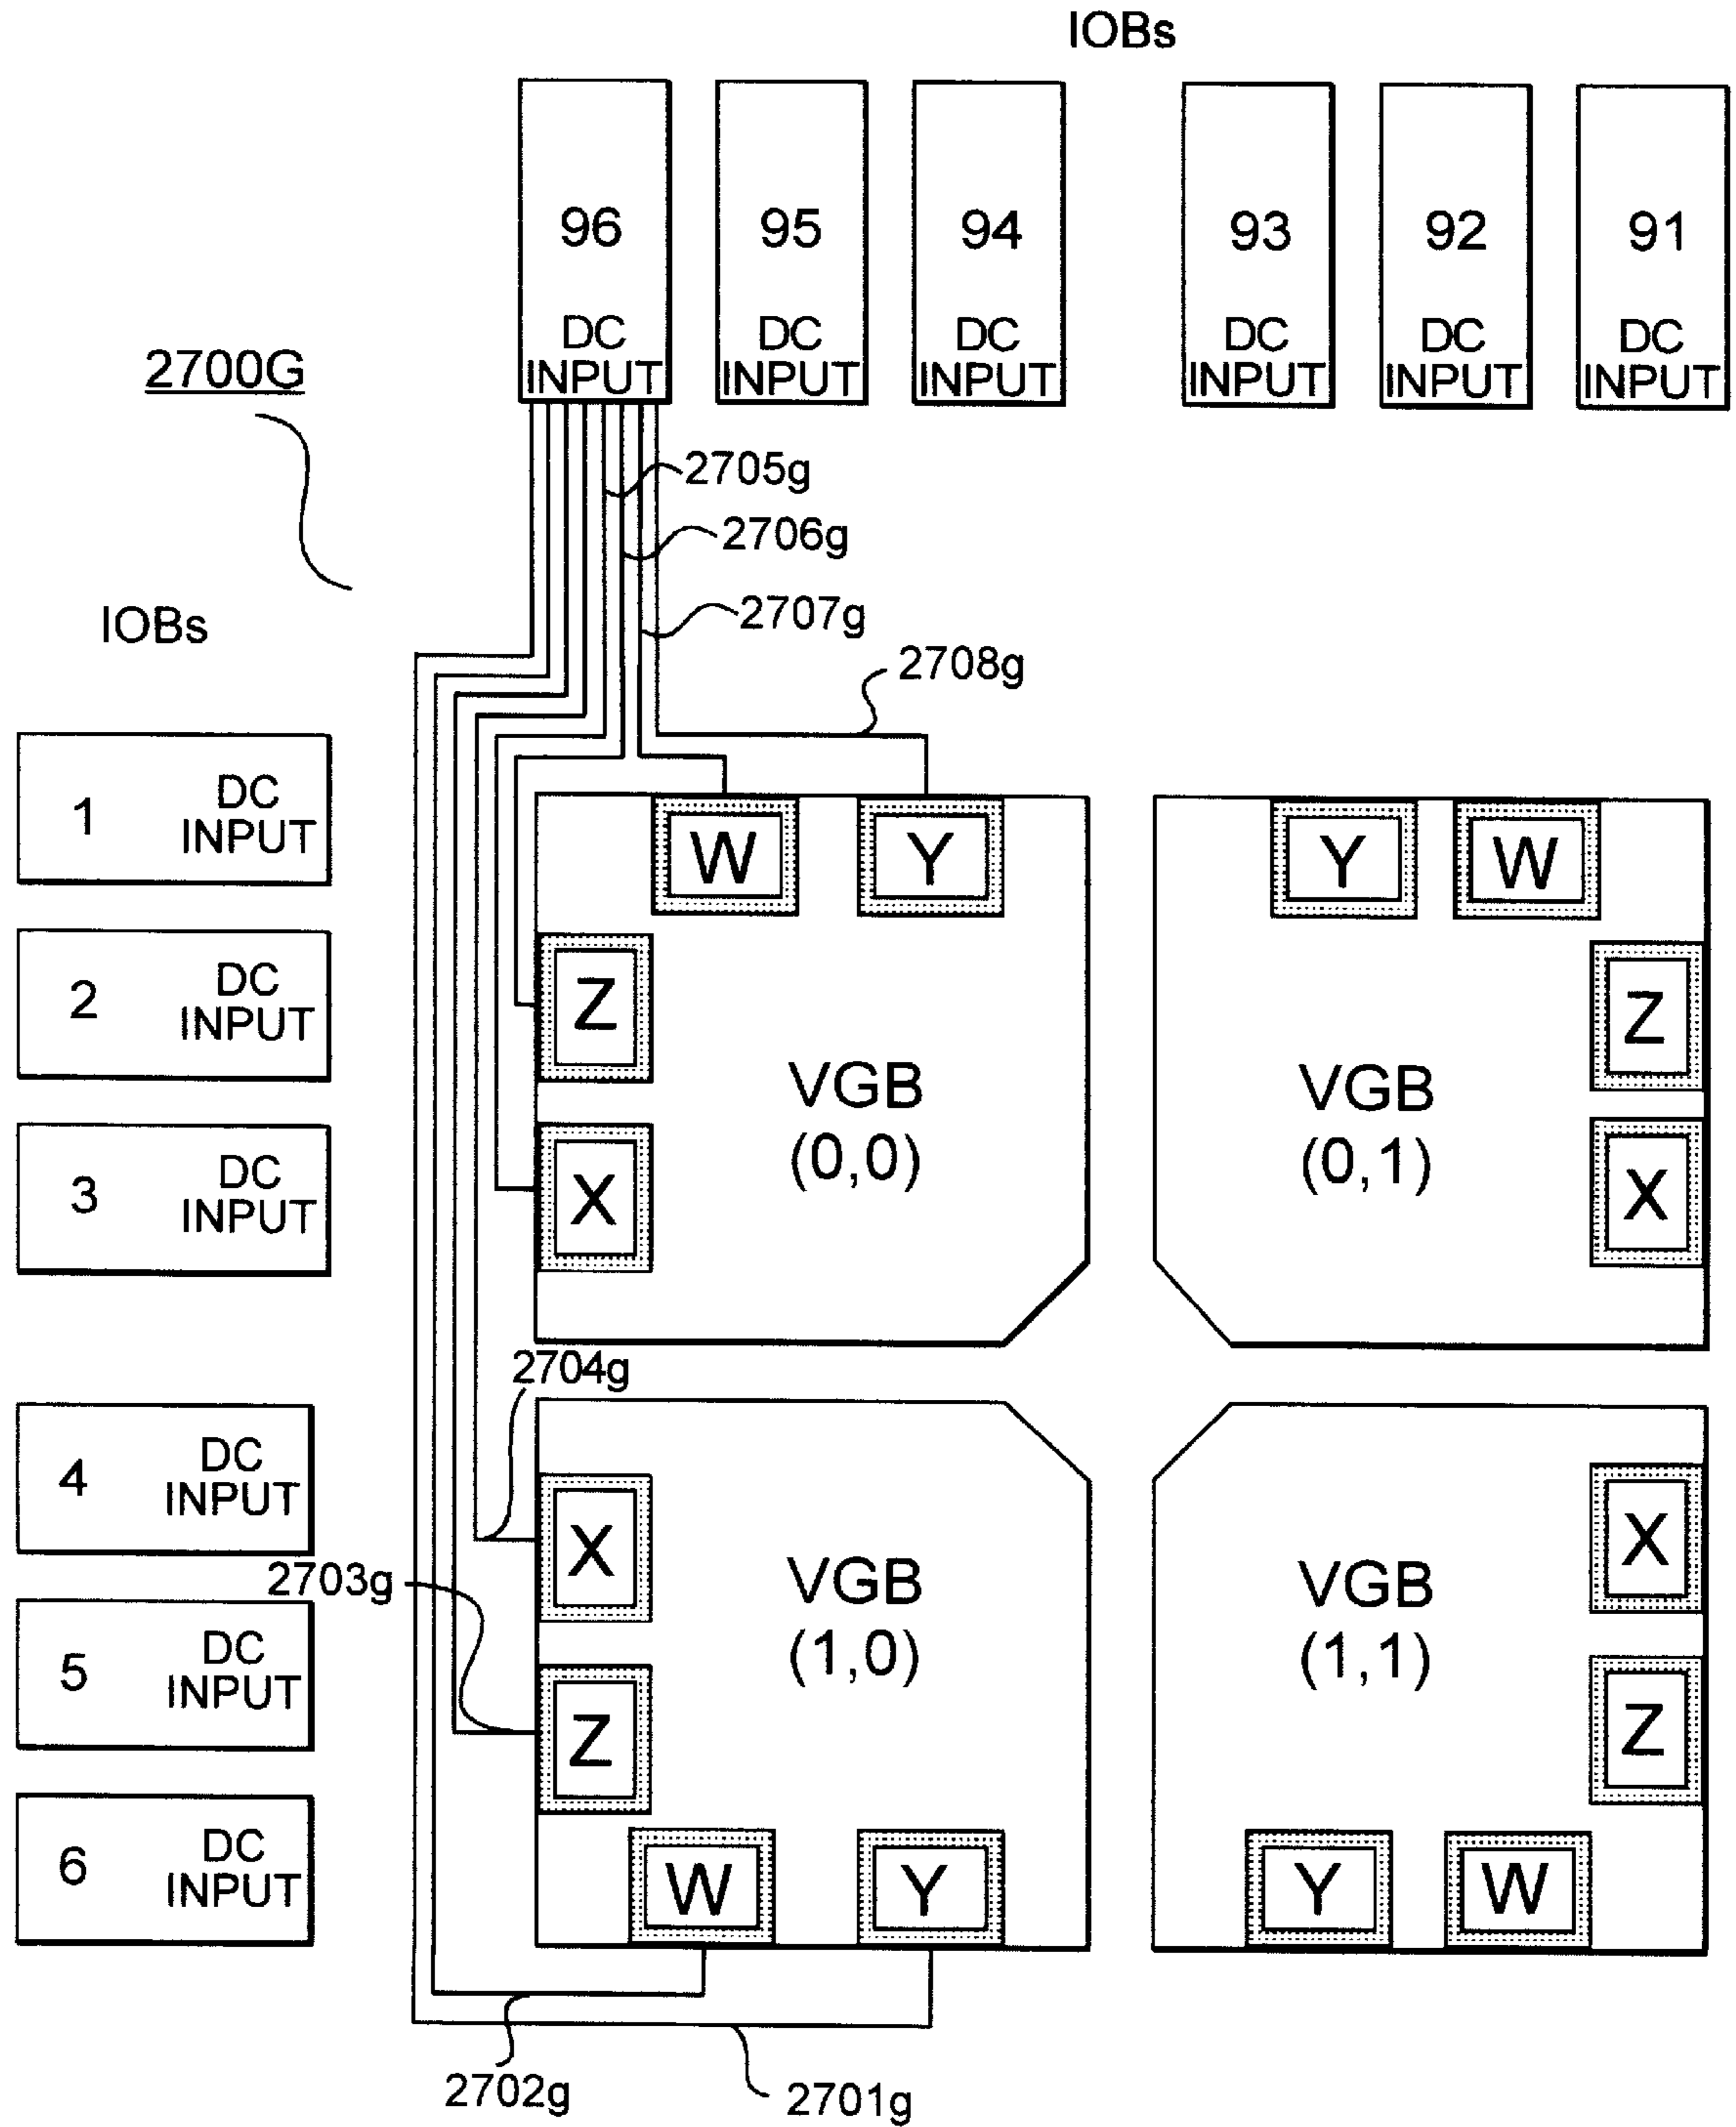 IOBs
96
DC
INPUT
95
DC
INPUT
94
DC
INPUT
93
DC
INPUT
92
DC
INPUT
91
DC
INPUT
2700G
2705g
2706g
2707g
2708g
IOBs
1
DC
INPUT
2
DC
INPUT
3
DC
INPUT
4
DC
INPUT
5
DC
INPUT
6
DC
INPUT
W
Y
Z
X
VGB
(0,0)
Y
W
Z
X
VGB
(0,1)
2704g
2703g
X
Z
W
Y
VGB
(1,0)
X
Z
Y
W
VGB
(1,1)
2702g
2701g